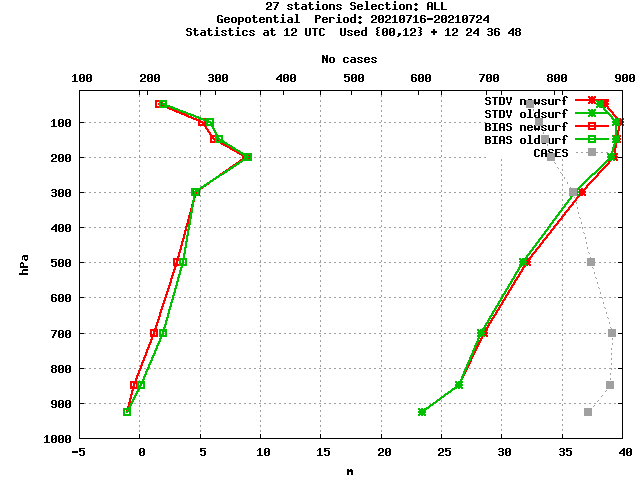 27 stations Selection: ALL
Geopotential Period: 20210716-20210724
Statistics at 12 UTC Used {00,12} + 12 24 36 48
No cases
100 200 300 400 500 600 700 800 900
STDV newsurf
STDV oldsurf
BIAS newsurf
BIAS oldsurf
CASES
100
200
300
400
500
600
700
800
900
1000
hPa
-5 0 5 10 15 20 25 30 35 40
m